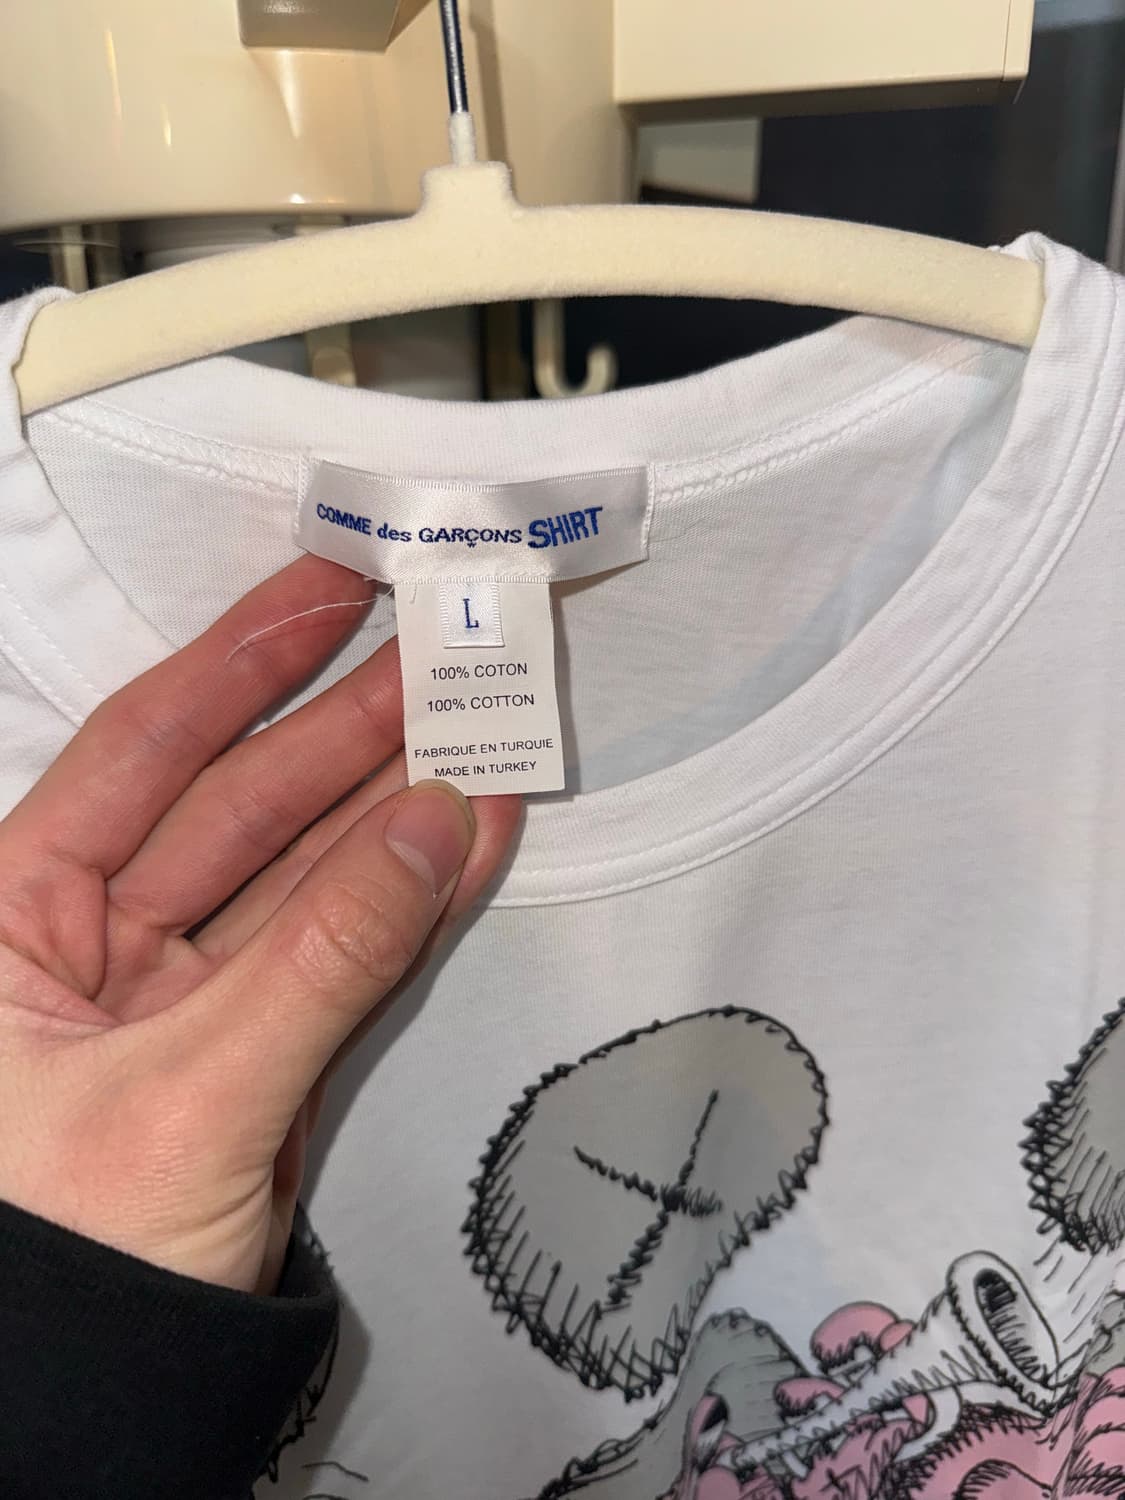 COMME des GARÇONS SHIRT
L
100% COTON
100% COTTON
FABRIQUE EN TURQUIE
MADE IN TURKEY